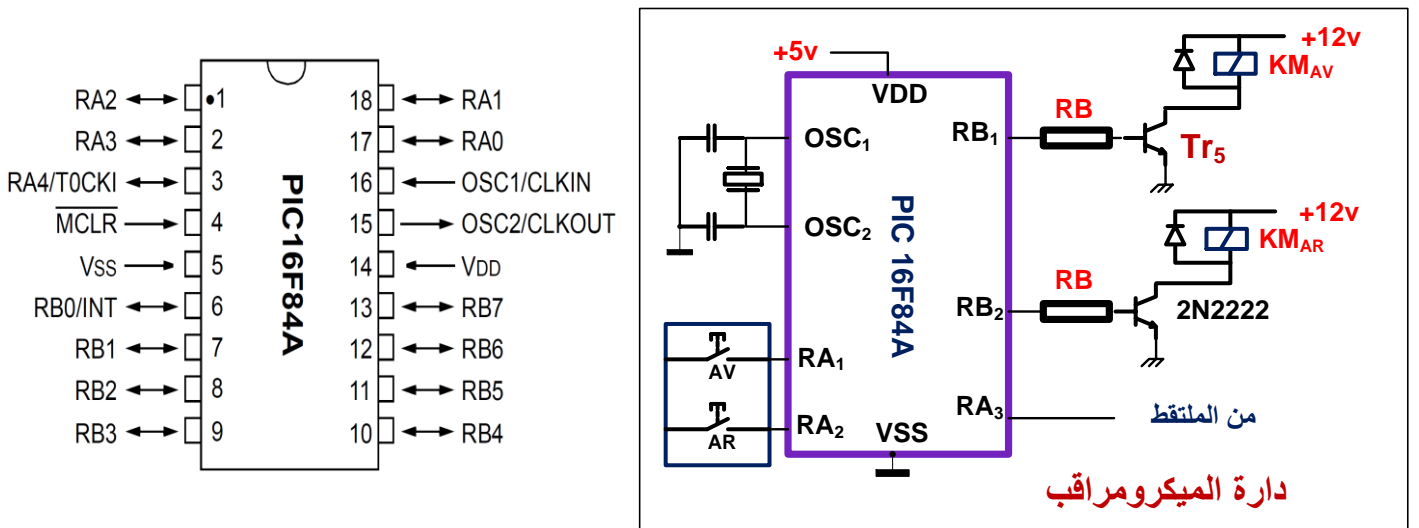 RA2 1 18 RA1
RA3 2 17 RA0
RA4/T0CKI 3 16 OSC1/CLKIN
MCLR 4 15 OSC2/CLKOUT
VSS 5 14 VDD
RB0/INT 6 13 RB7
RB1 7 12 RB6
RB2 8 11 RB5
RB3 9 10 RB4
PIC16F84A
+5v
VDD
OSC1
OSC2
PIC 16F84A
RB1
RB
Tr5
+12v
KMAV
RB2
RB
2N2222
+12v
KMAR
AV
RA1
AR
RA2
VSS
RA3
من الملتقط
دارة الميكرومراقب